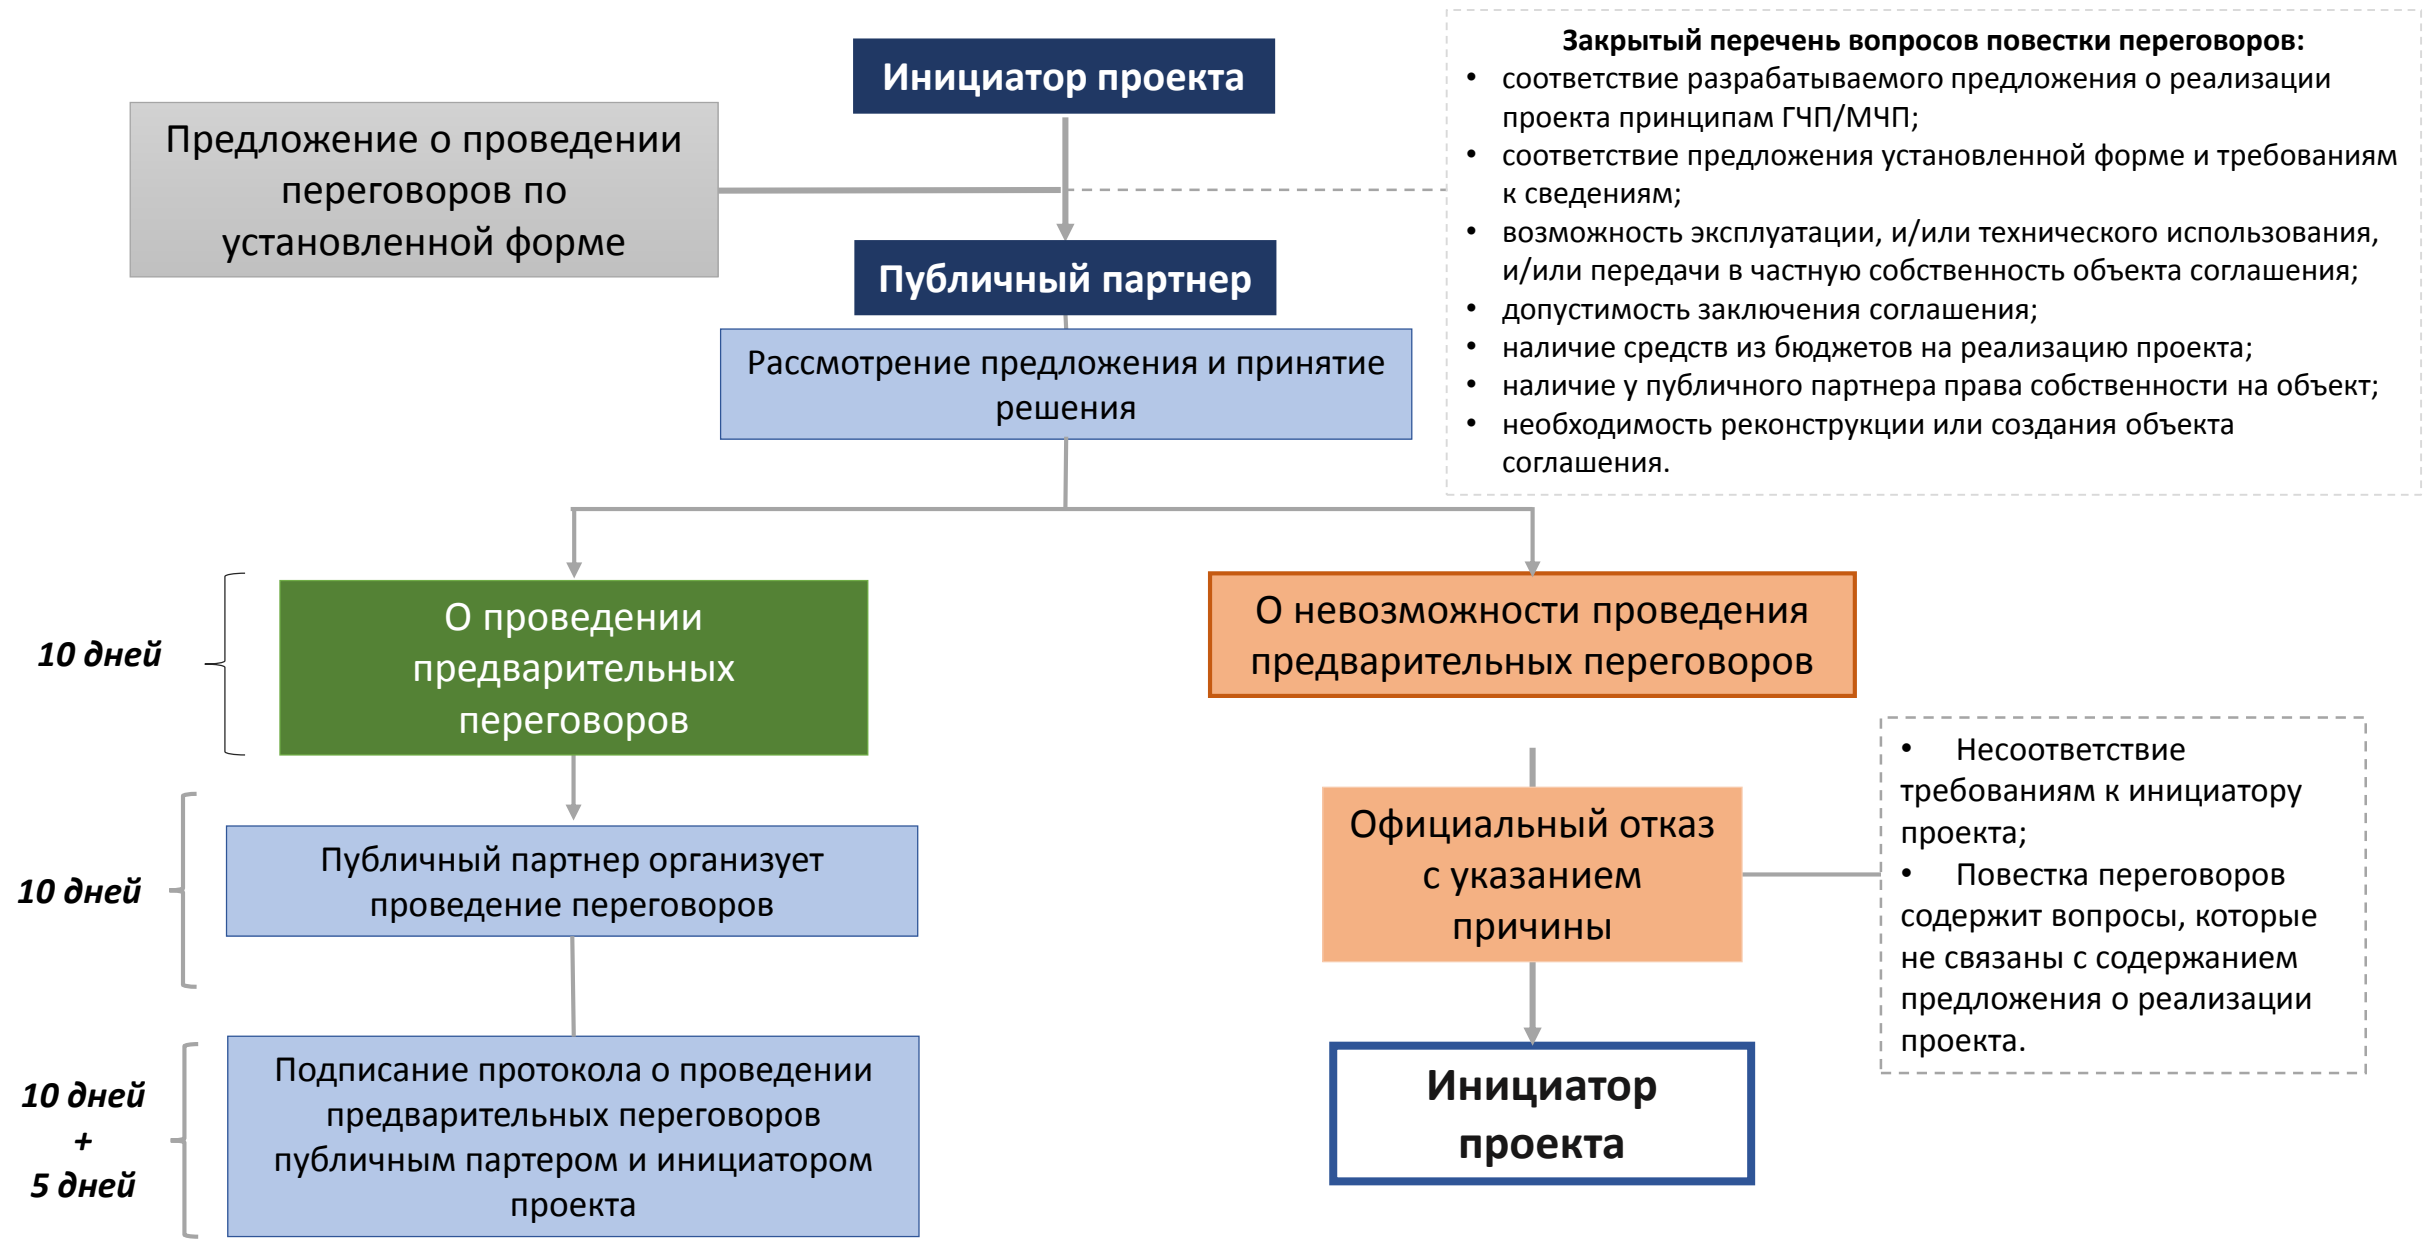 Инициатор проекта
Предложение о проведении
переговоров по
установленной форме
Закрытый перечень вопросов повестки переговоров:
• соответствие разрабатываемого предложения о реализации
проекта принципам ГЧП/МЧП;
• соответствие предложения установленной форме и требованиям
к сведениям;
• возможность эксплуатации, и/или технического использования,
и/или передачи в частную собственность объекта соглашения;
• допустимость заключения соглашения;
• наличие средств из бюджетов на реализацию проекта;
• наличие у публичного партнера права собственности на объект;
• необходимость реконструкции или создания объекта
соглашения.
Публичный партнер
Рассмотрение предложения и принятие
решения
10 дней
О проведении
предварительных
переговоров
О невозможности проведения
предварительных переговоров
10 дней
Публичный партнер организует
проведение переговоров
Официальный отказ
с указанием
причины
• Несоответствие
требованиям к инициатору
проекта;
• Повестка переговоров
содержит вопросы, которые
не связаны с содержанием
предложения о реализации
проекта.
10 дней
+
5 дней
Подписание протокола о проведении
предварительных переговоров
публичным партером и инициатором
проекта
Инициатор
проекта